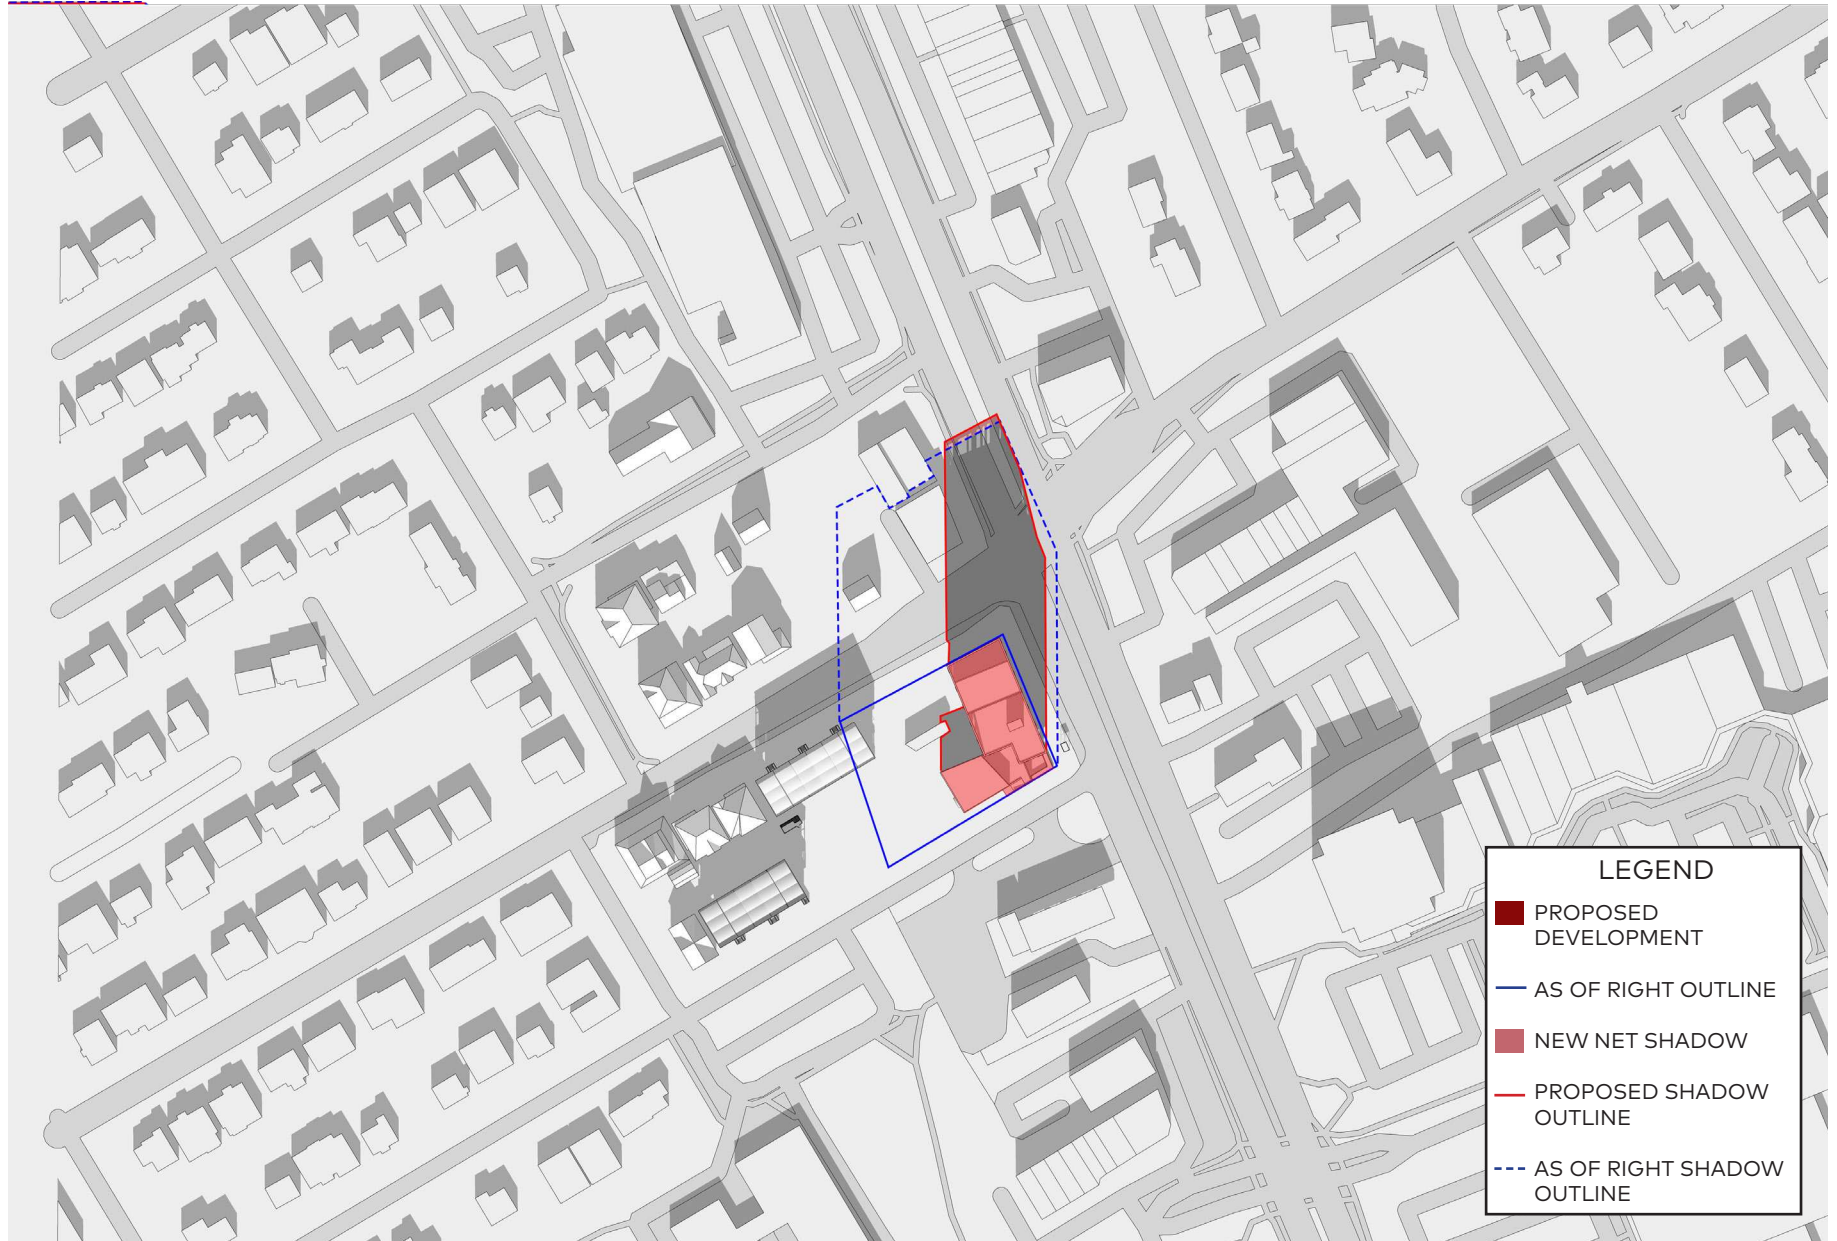 LEGEND
PROPOSED
DEVELOPMENT
AS OF RIGHT OUTLINE
NEW NET SHADOW
PROPOSED SHADOW
OUTLINE
AS OF RIGHT SHADOW
OUTLINE